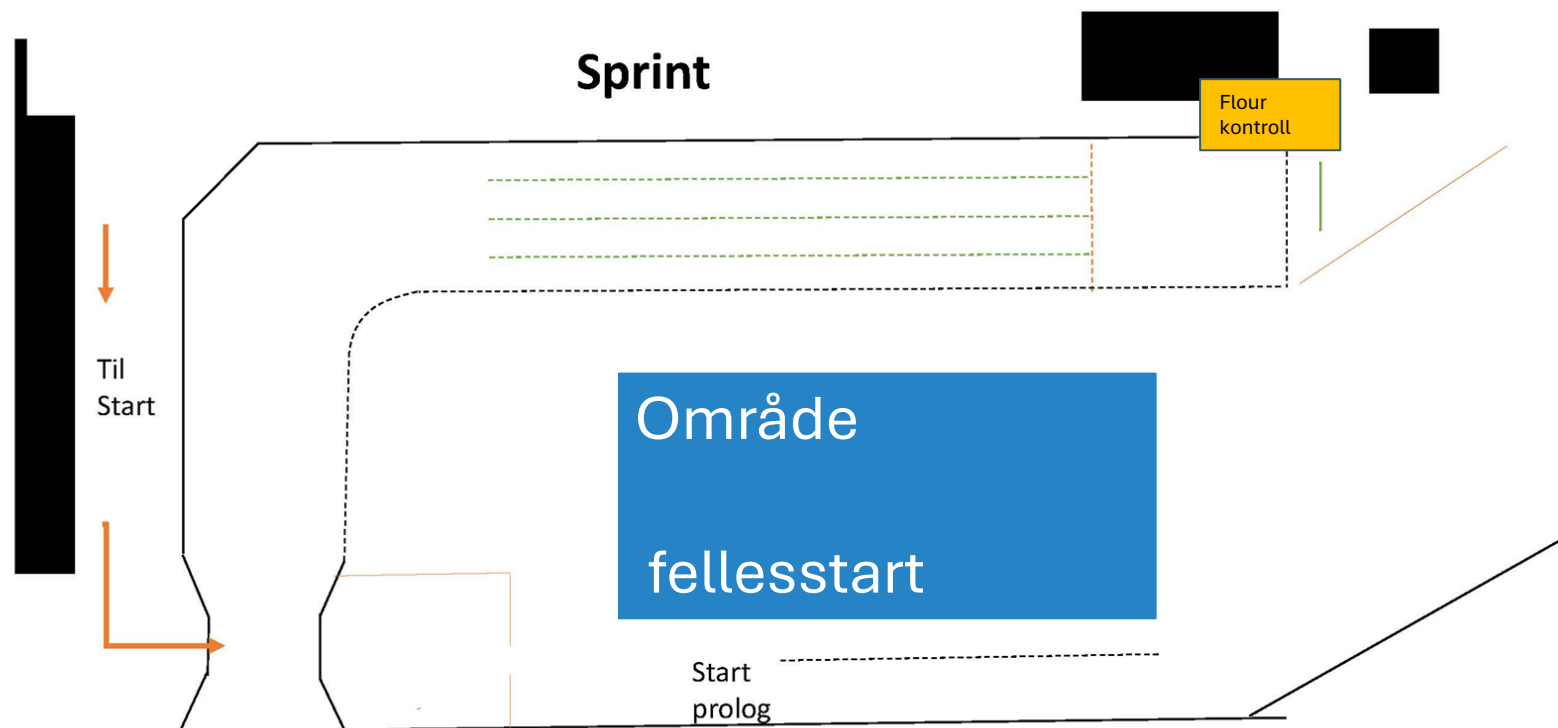 Sprint
Flour
kontroll
Til
Start
Område
fellesstart
Start
prolog